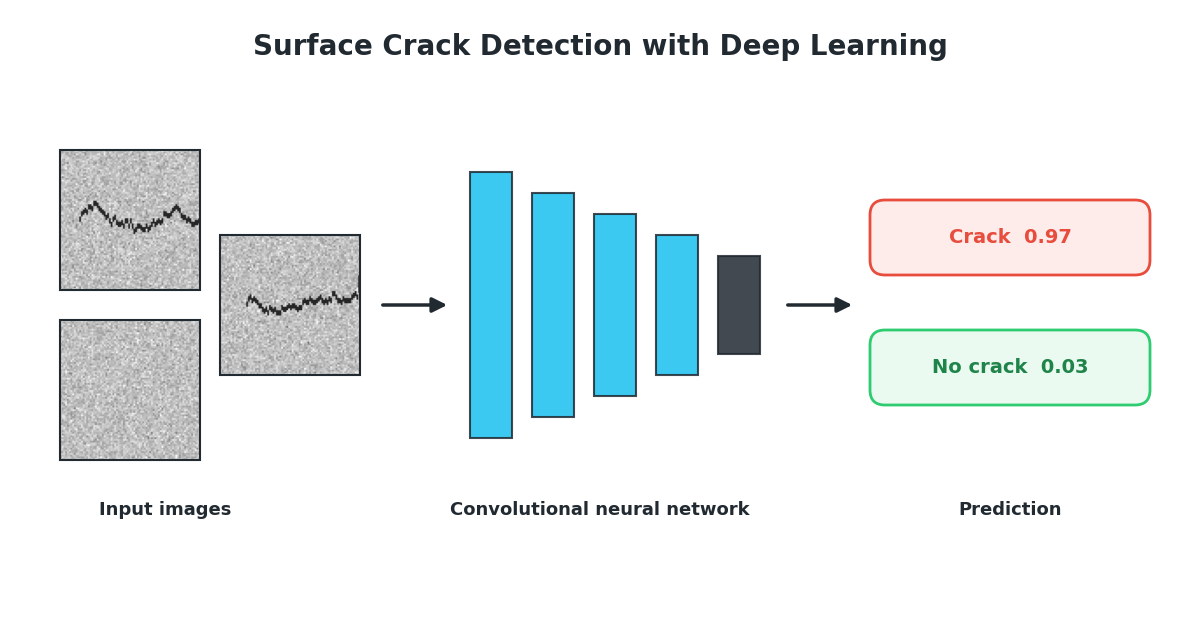 Surface Crack Detection with Deep Learning
Crack 0.97
No crack 0.03
Input images
Convolutional neural network
Prediction